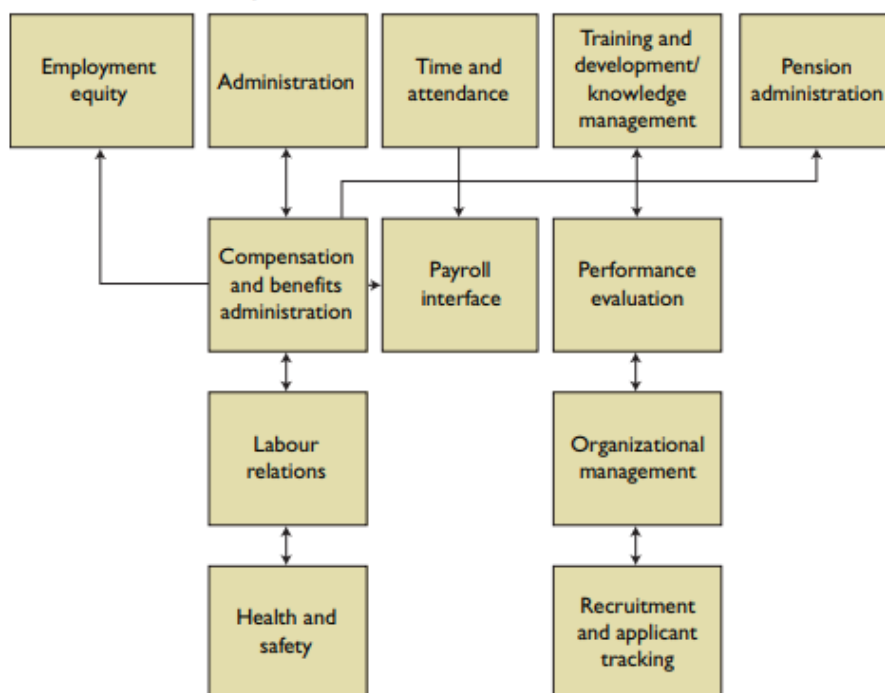 Employment
equity
Administration
Time and
attendance
Training and
development/
knowledge
management
Pension
administration
Compensation
and benefits
administration
Payroll
interface
Performance
evaluation
Labour
relations
Organizational
management
Health and
safety
Recruitment
and applicant
tracking